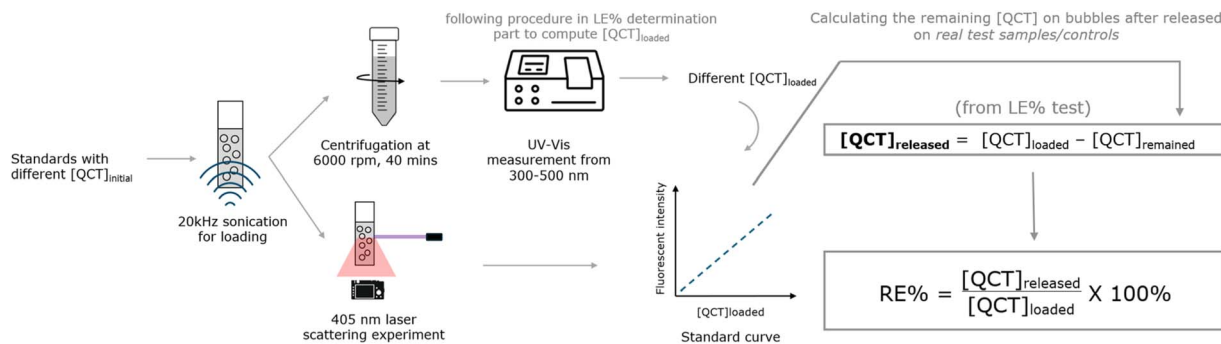 Standards with
different [QCT]initial
20kHz sonication
for loading
Centrifugation at
6000 rpm, 40 mins
following procedure in LE% determination
part to compute [QCT]loaded
UV-Vis
measurement from
300-500 nm
405 nm laser
scattering experiment
Different [QCT]loaded
Fluorescent intensity
[QCT]loaded
Standard curve
Calculating the remaining [QCT] on bubbles after released
on real test samples/controls
(from LE% test)
[QCT]released = [QCT]loaded − [QCT]remained
RE% = [QCT]released / [QCT]loaded X 100%